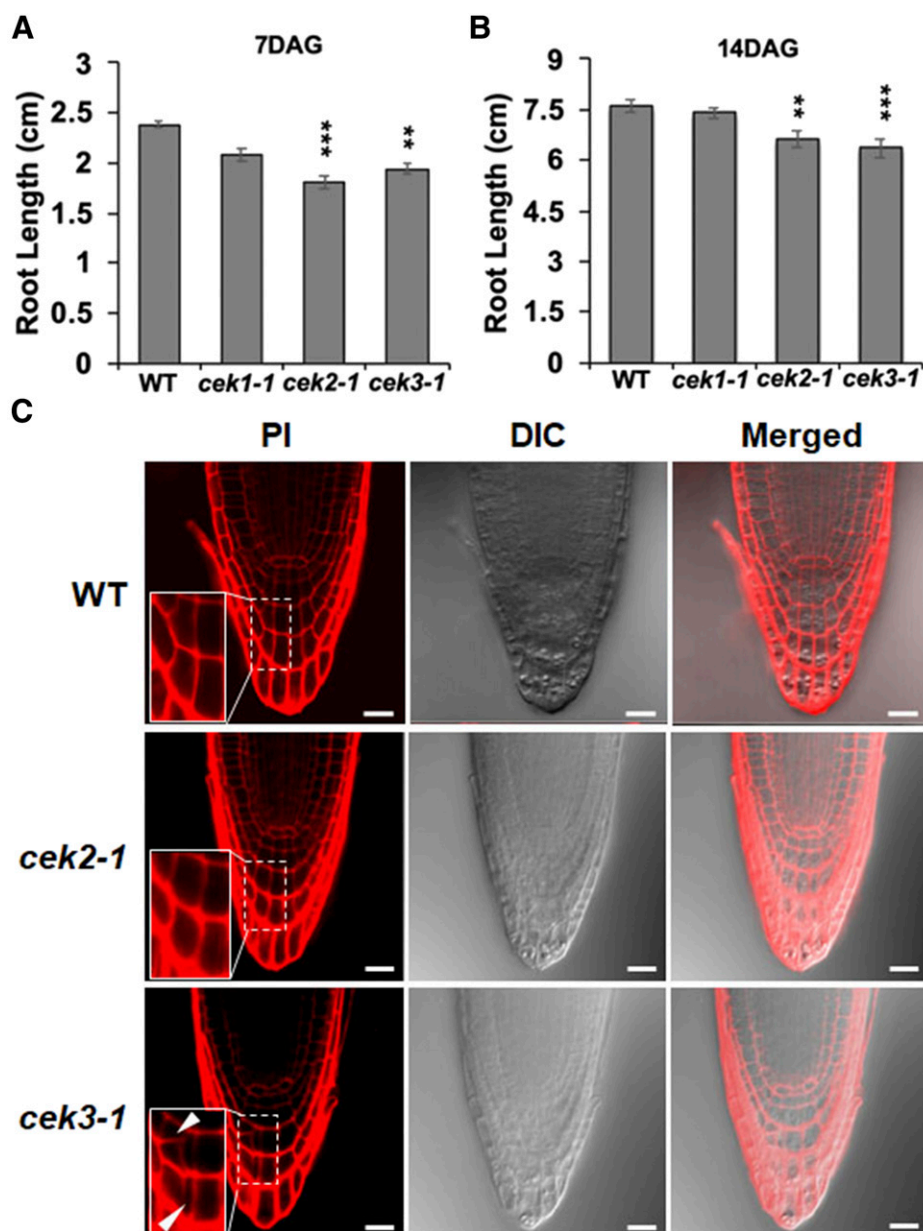 A
7DAG
Root Length (cm)
3
2.5
2
1.5
1
0.5
0
***
**
WT
cek1-1
cek2-1
cek3-1
B
14DAG
Root Length (cm)
9
7.5
6
4.5
3
1.5
0
**
***
WT
cek1-1
cek2-1
cek3-1
C
PI
DIC
Merged
WT
cek2-1
cek3-1